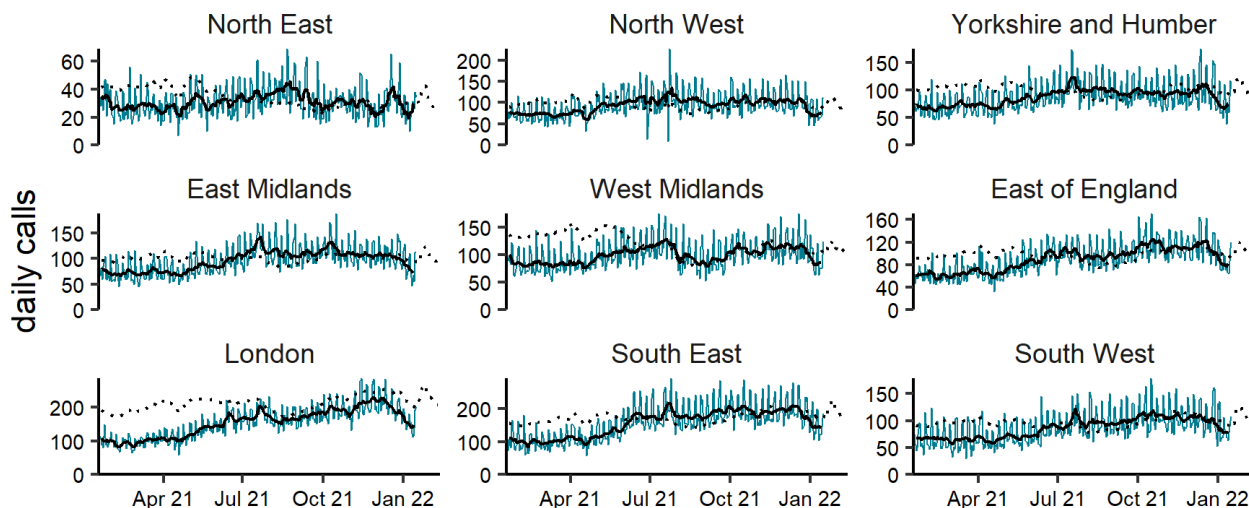 North East
North West
Yorkshire and Humber
60
40
20
0
200
150
100
50
0
150
100
50
0
East Midlands
West Midlands
East of England
150
100
50
0
150
100
50
0
160
120
80
40
0
daily calls
London
South East
South West
200
100
0
200
100
0
150
100
50
0
Apr 21 Jul 21 Oct 21 Jan 22
Apr 21 Jul 21 Oct 21 Jan 22
Apr 21 Jul 21 Oct 21 Jan 22